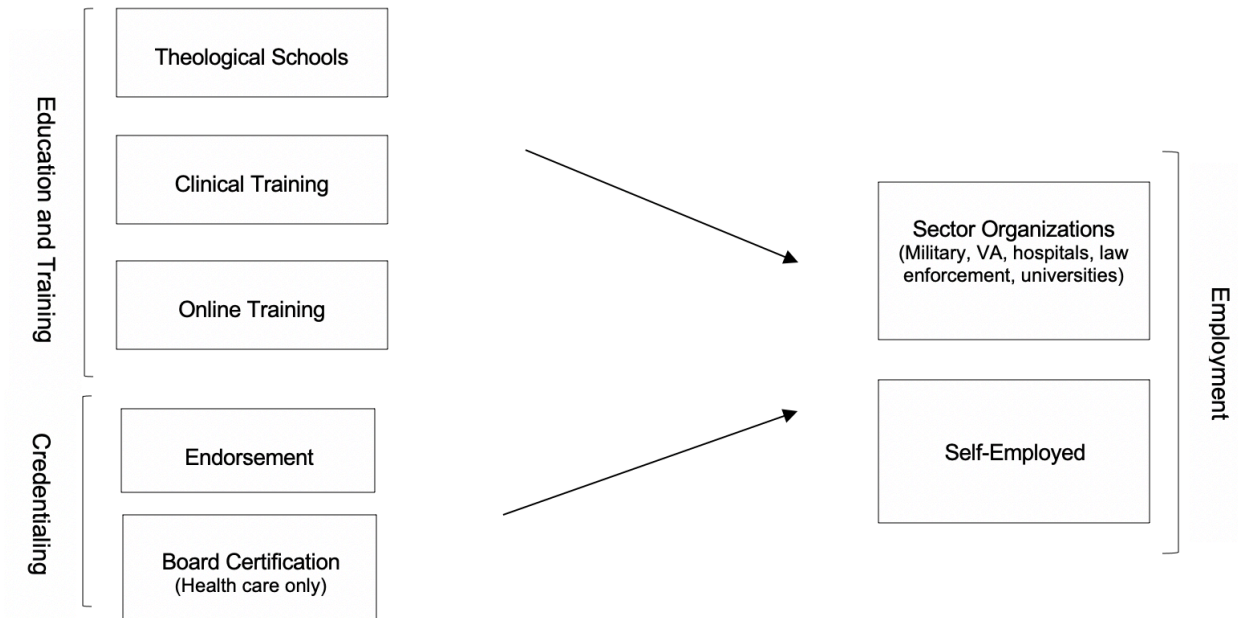 Education and Training
Theological Schools
Clinical Training
Online Training
Credentialing
Endorsement
Board Certification
(Health care only)
Sector Organizations
(Military, VA, hospitals, law
enforcement, universities)
Self-Employed
Employment